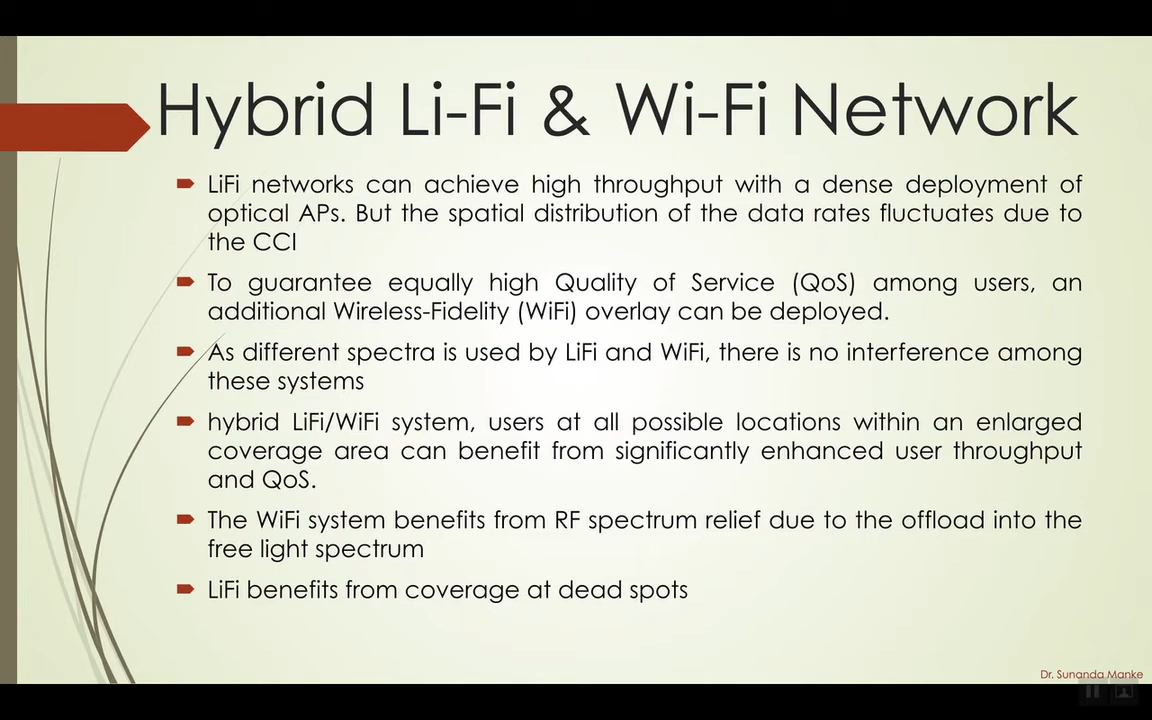 Hybrid Li-Fi & Wi-Fi Network
LiFi networks can achieve high throughput with a dense deployment of
optical APs. But the spatial distribution of the data rates fluctuates due to
the CCI
To guarantee equally high Quality of Service (QoS) among users, an
additional Wireless-Fidelity (WiFi) overlay can be deployed.
As different spectra is used by LiFi and WiFi, there is no interference among
these systems
hybrid LiFi/WiFi system, users at all possible locations within an enlarged
coverage area can benefit from significantly enhanced user throughput
and QoS.
The WiFi system benefits from RF spectrum relief due to the offload into the
free light spectrum
LiFi benefits from coverage at dead spots
Dr. Sunanda Manke